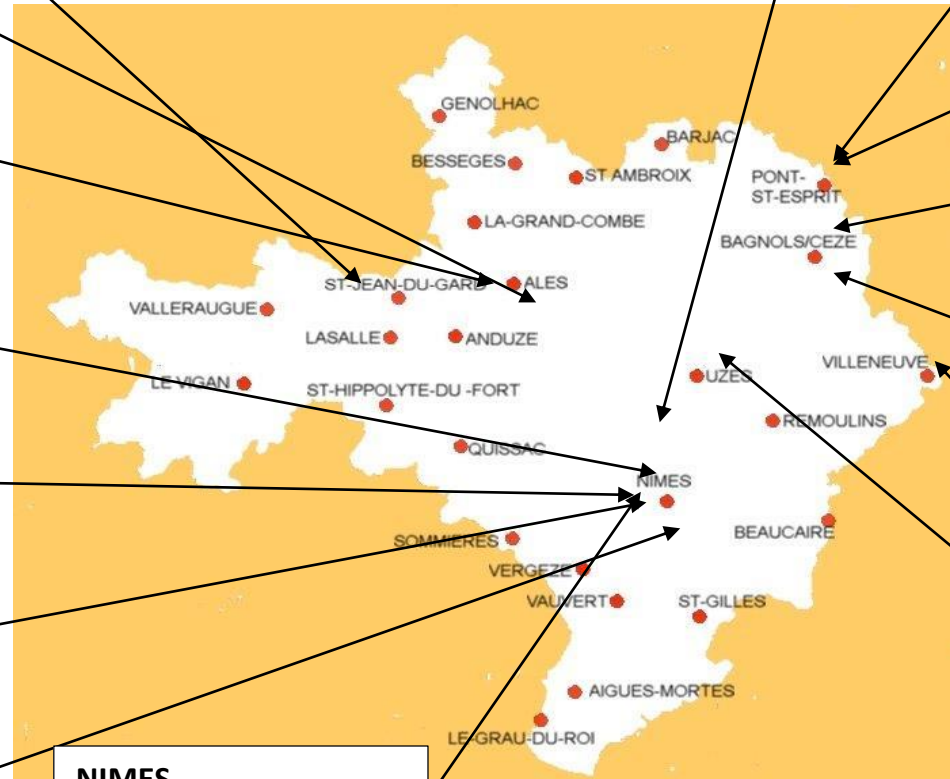 GENOLHAC
BARJAC
BESSEGES
ST AMBROIX
PONT-
ST-ESPRIT
LA-GRAND-COMBE
BAGNOLS/CEZE
ST-JEAN-DU-GARD
ALES
VALLERAUGUE
LASALLE
ANDUZE
VILLENEUVE
LE VIGAN
ST-HIPPOLYTE-DU -FORT
UZES
REMOULINS
QUISSAC
NIMES
BEAUCAIRE
SOMMIERES
VERGEZE
VAUVERT
ST-GILLES
AIGUES-MORTES
LE-GRAU-DU-ROI
NIMES